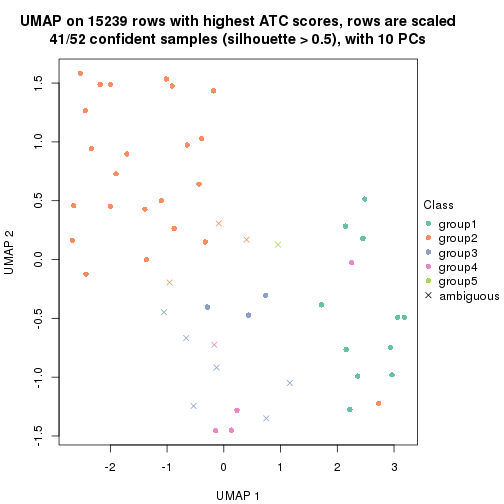 UMAP on 15239 rows with highest ATC scores, rows are scaled
41/52 confident samples (silhouette > 0.5), with 10 PCs
1.5
1.0
0.5
0.0
-0.5
-1.0
-1.5
UMAP 2
-2
-1
0
1
2
3
UMAP 1
Class
group1
group2
group3
group4
group5
ambiguous